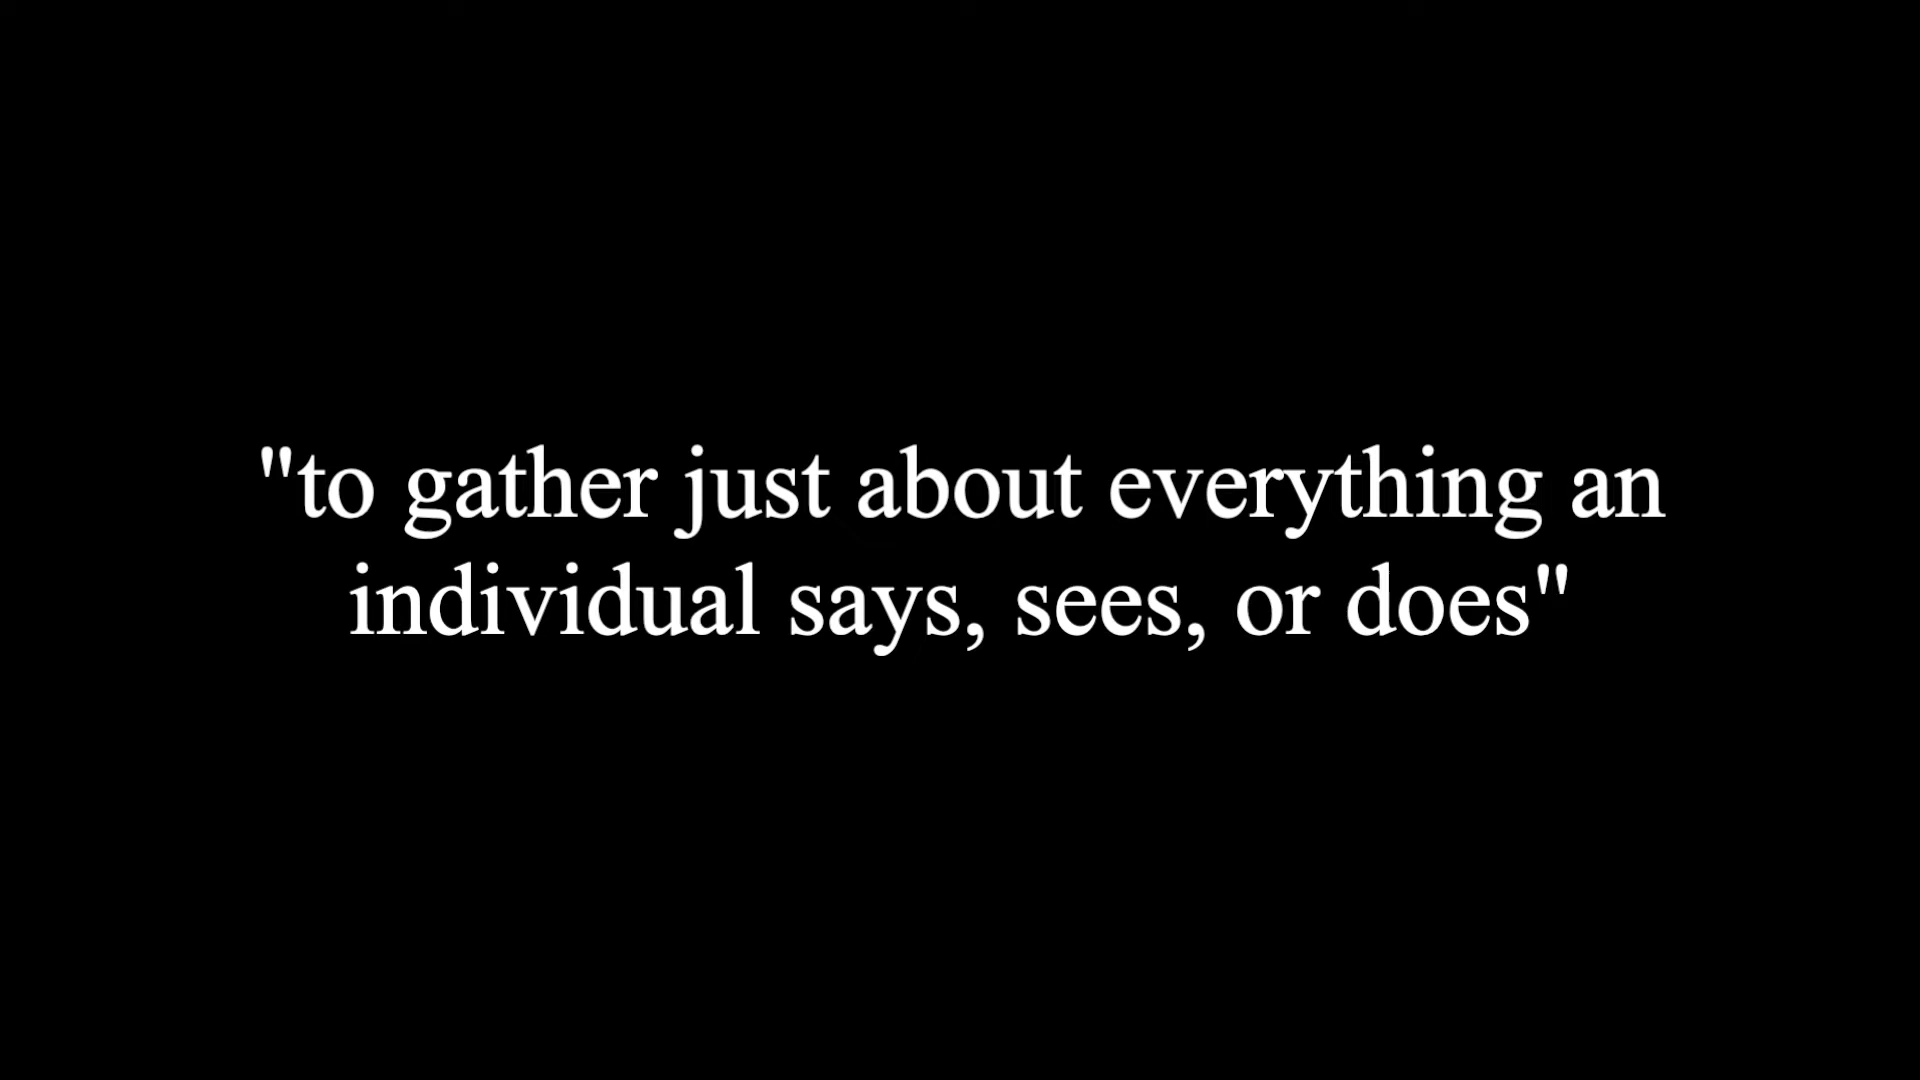 "to gather just about everything an
individual says, sees, or does"